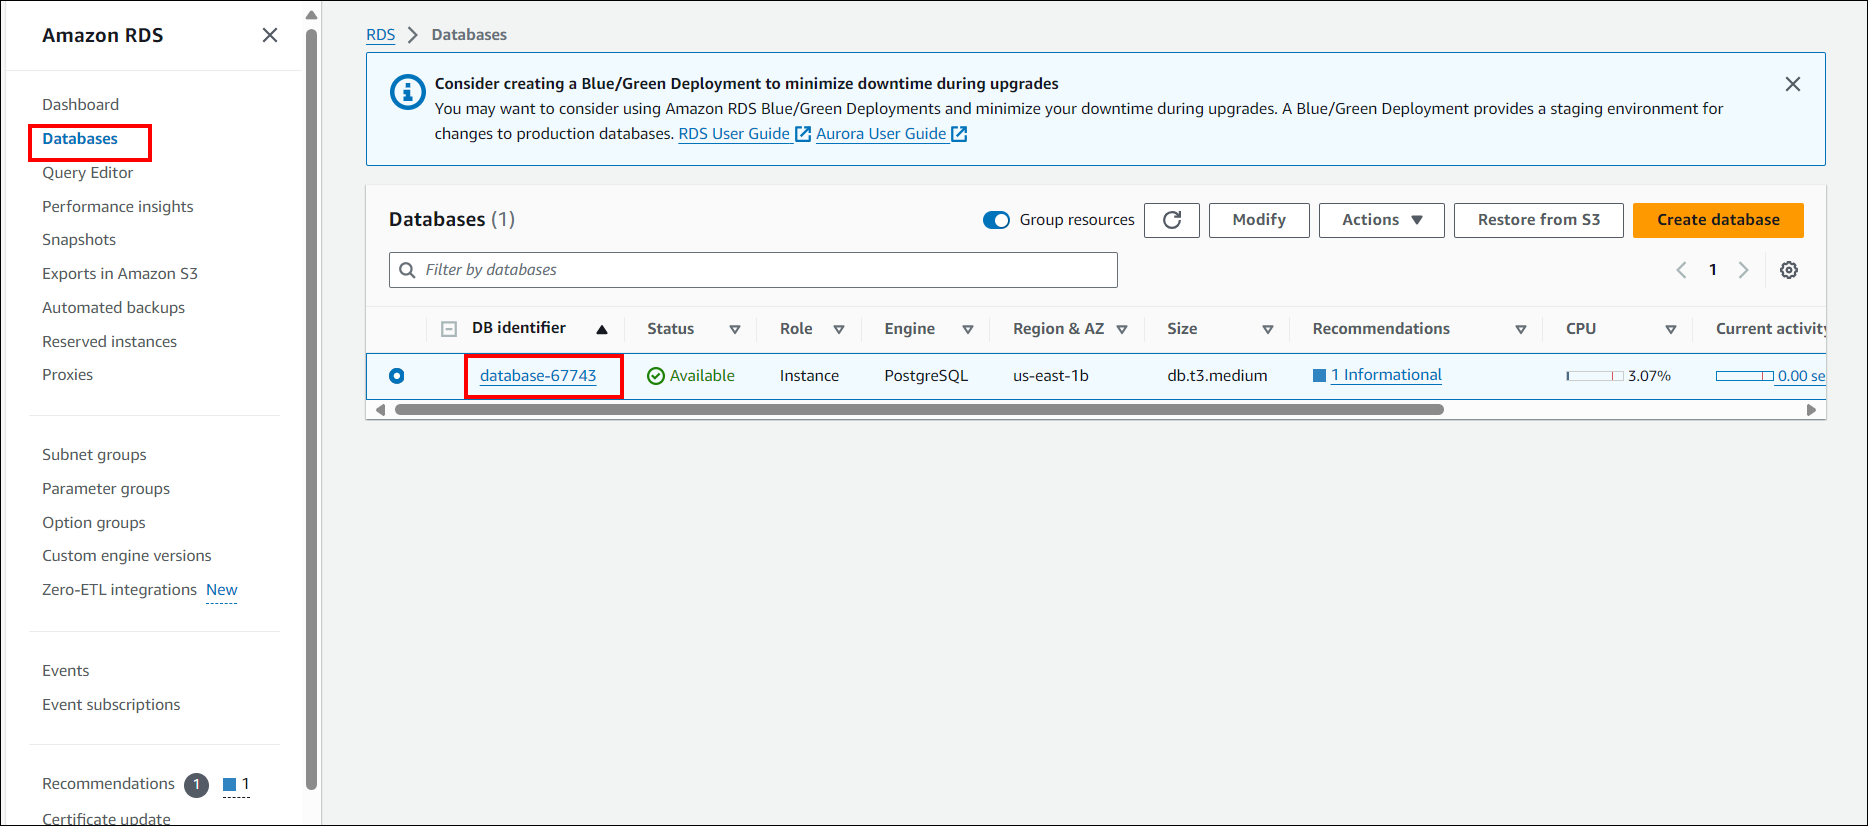 Amazon RDS
Dashboard
Databases
Query Editor
Performance insights
Snapshots
Exports in Amazon S3
Automated backups
Reserved instances
Proxies
Subnet groups
Parameter groups
Option groups
Custom engine versions
Zero-ETL integrations New
Events
Event subscriptions
Recommendations 1 1
Certificate update
RDS > Databases
Consider creating a Blue/Green Deployment to minimize downtime during upgrades
You may want to consider using Amazon RDS Blue/Green Deployments and minimize your downtime during upgrades. A Blue/Green Deployment provides a staging environment for
changes to production databases. RDS User Guide Aurora User Guide
Databases (1) Group resources Modify Actions Restore from S3 Create database
Filter by databases 1
DB identifier Status Role Engine Region & AZ Size Recommendations CPU Current activity
database-67743 Available Instance PostgreSQL us-east-1b db.t3.medium 1 Informational 3.07% 0.00 se